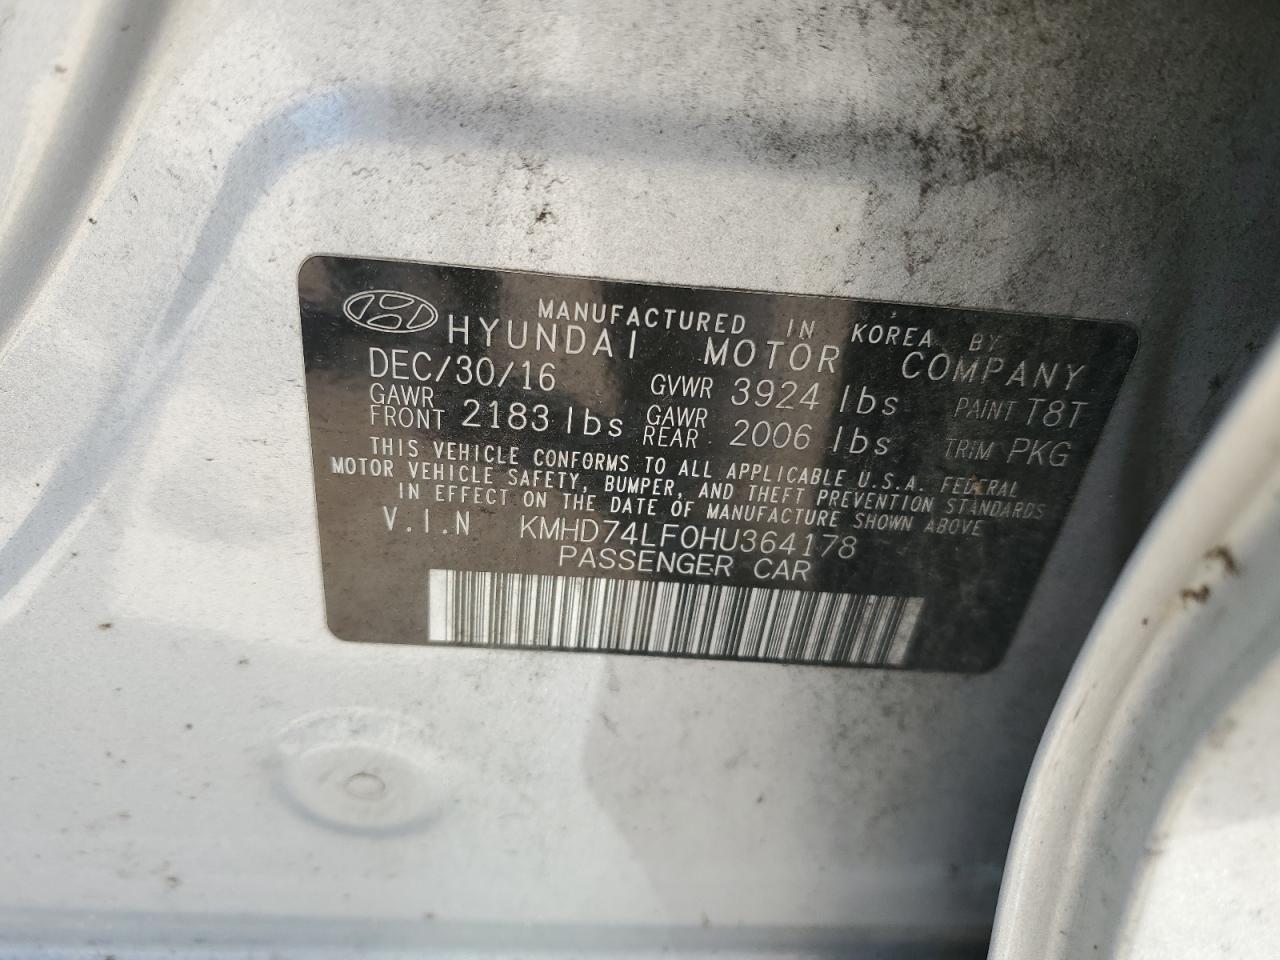 MANUFACTURED IN KOREA BY
HYUNDAI MOTOR COMPANY
DEC/30/16 GVWR 3924 lbs PAINT T8T
GAWR FRONT 2183 lbs GAWR REAR 2006 lbs TRIM PKG
THIS VEHICLE CONFORMS TO ALL APPLICABLE U.S.A. FEDERAL
MOTOR VEHICLE SAFETY, BUMPER, AND THEFT PREVENTION STANDARDS
IN EFFECT ON THE DATE OF MANUFACTURE SHOWN ABOVE
V.I.N KMHD74LF0HU364178
PASSENGER CAR